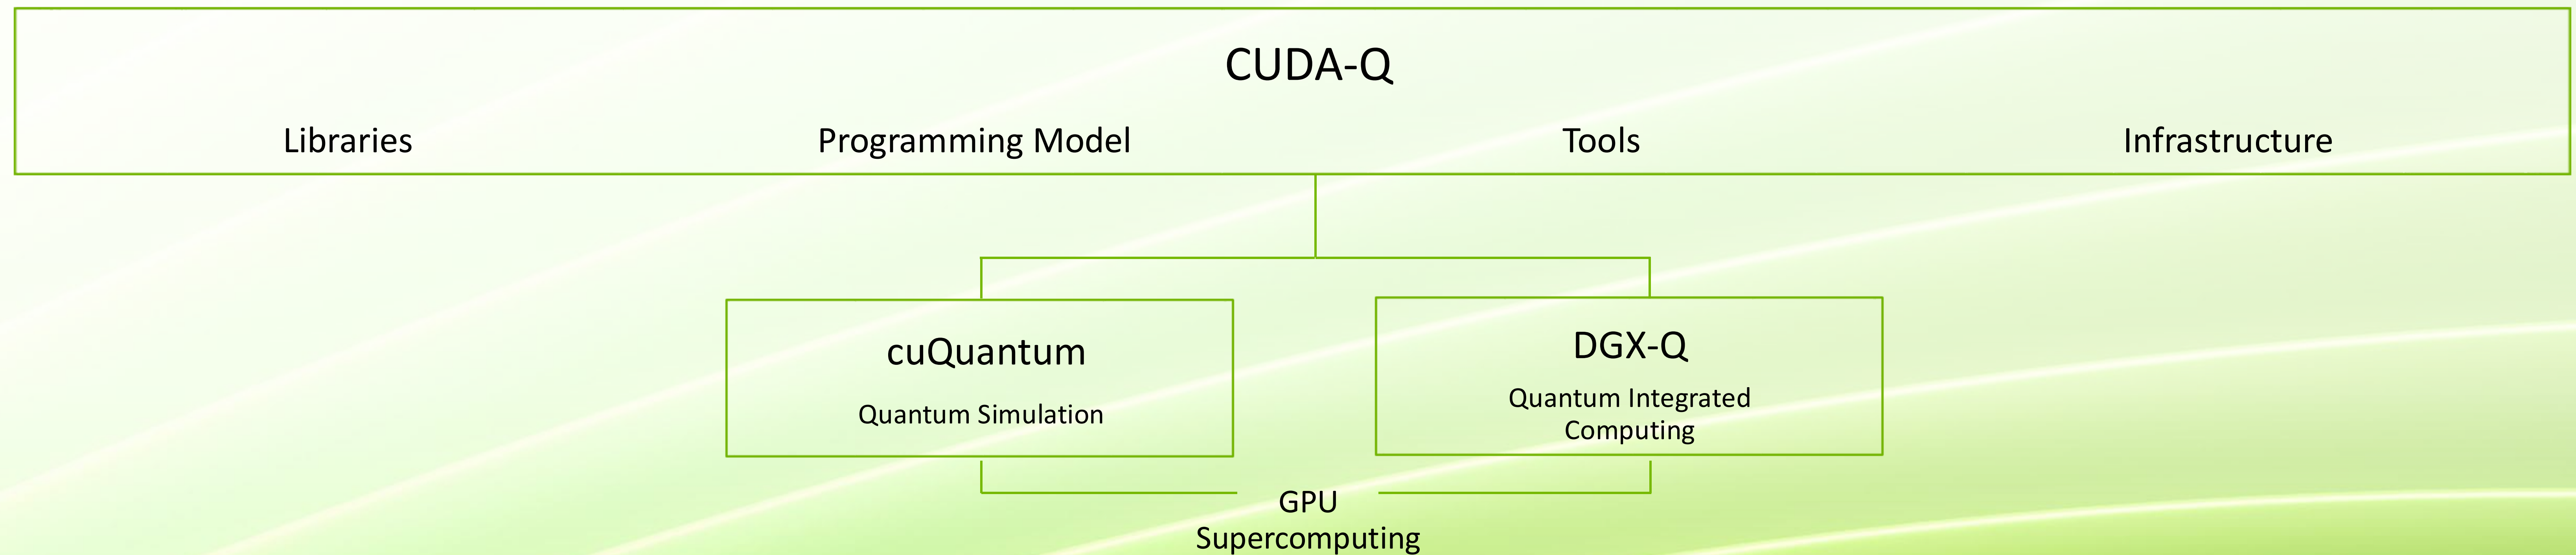 CUDA-Q
Libraries
Programming Model
Tools
Infrastructure
cuQuantum
Quantum Simulation
DGX-Q
Quantum Integrated
Computing
GPU
Supercomputing